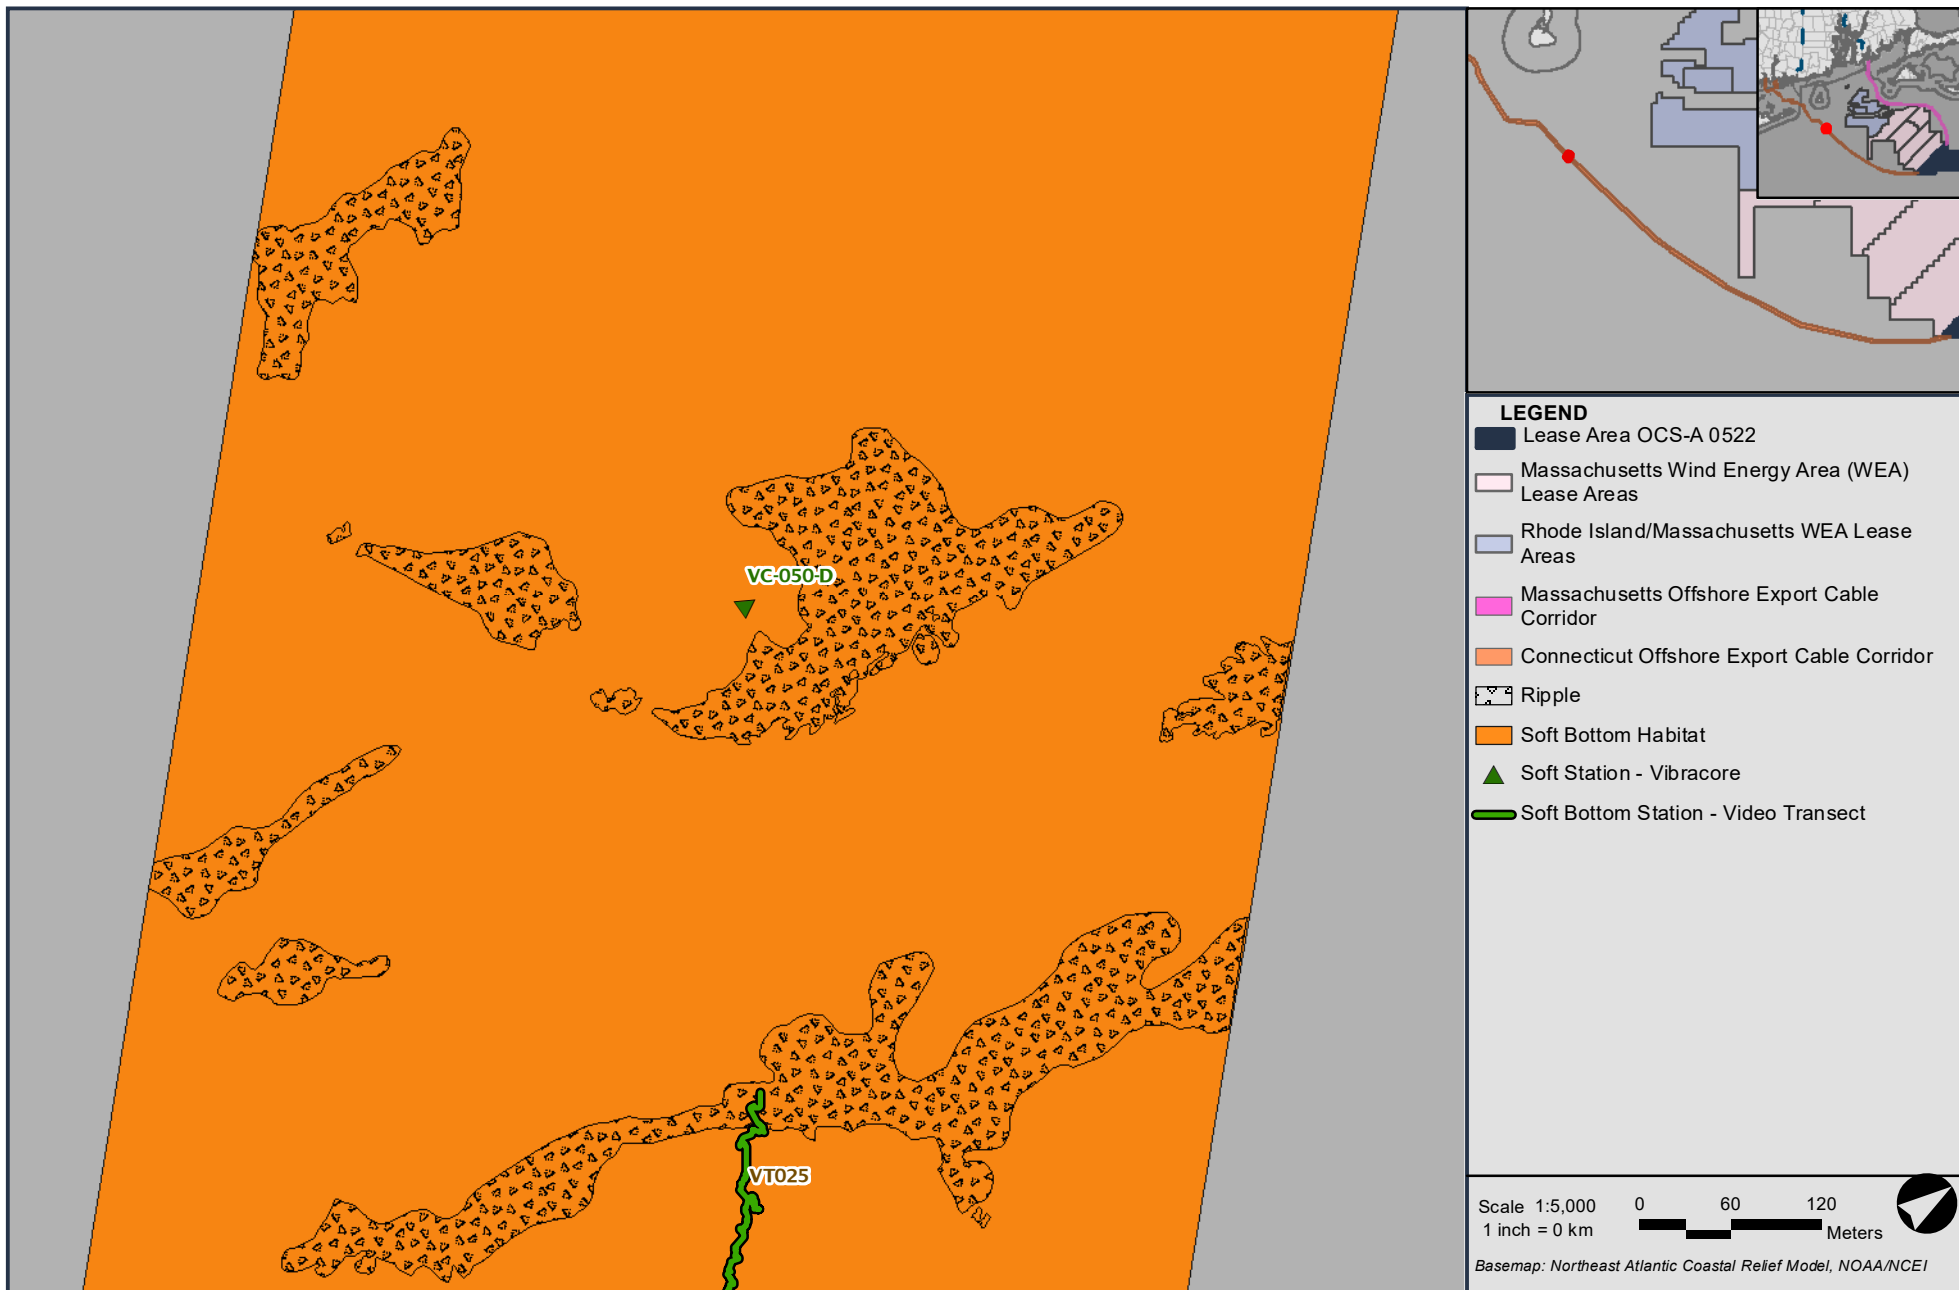 VC-050-D
VT025
LEGEND
Lease Area OCS-A 0522
Massachusetts Wind Energy Area (WEA)
Lease Areas
Rhode Island/Massachusetts WEA Lease
Areas
Massachusetts Offshore Export Cable
Corridor
Connecticut Offshore Export Cable Corridor
Ripple
Soft Bottom Habitat
Soft Station - Vibracore
Soft Bottom Station - Video Transect
Scale 1:5,000
1 inch = 0 km
0 60 120
Meters
Basemap: Northeast Atlantic Coastal Relief Model, NOAA/NCEI